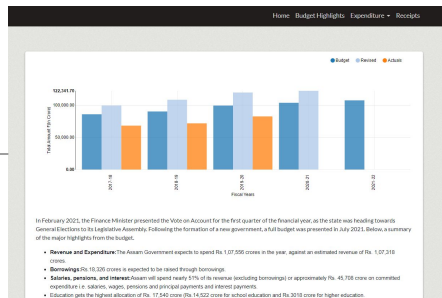 Home Budget Highlights Expenditure Receipts
Budget Revised Actuals
122,341.70
100,000.00
50,000.00
0.00
Total Amount (in Crore)
2017-18 2018-19 2019-20 2020-21 2021-22
Fiscal Years
In February 2021, the Finance Minister presented the Vote on Account for the first quarter of the financial year, as the state was heading towards
General Elections to its Legislative Assembly. Following the formation of a new government, a full budget was presented in July 2021. Below, a summary
of the major highlights from the budget.
Revenue and Expenditure: The Assam Government expects to spend Rs 1,07,556 crores in the year, against an estimated revenue of Rs. 1,07,318
crores.
Borrowings: Rs 18,326 crores is expected to be raised through borrowings.
Salaries, pensions, and interest: Assam will spend nearly 51% of its revenue (excluding borrowings) or approximately Rs. 45,708 crore on committed
expenditure i.e. salaries, wages, pensions and principal payments and interest payments.
Education gets the highest allocation of Rs. 17,540 crore (Rs.14,522 crore for school education and Rs.3018 crore for higher education.